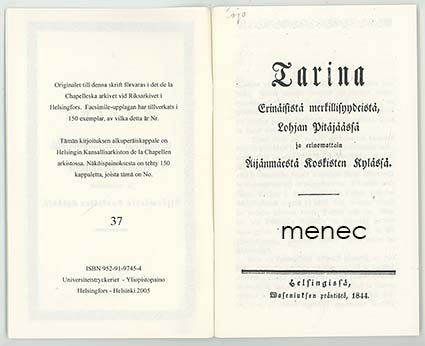 Originalet till denna skrift förvaras i det de la
Chapelleska arkivet vid Riksarkivet i
Helsingfors. Facsimile-upplagan har tillverkats i
150 exemplar, av vilka detta är Nr.
Tämän kirjoituksen alkuperäiskappale on
Helsingin Kansallisarkiston de la Chapellen
arkistossa. Näköispainoksesta on tehty 150
kappaletta, joista tämä on No.
37
ISBN 952-91-9745-4
Universitetstryckeriet - Yliopistopaino
Helsingfors - Helsinki 2005
Tarina
Erinäisistä merkillisyydeistä,
Lohjan Pitäjäässä
ja erinomattain
Äijänmäestä Koskisten Kylässä.
menec
Helsingissä,
Waseniuksen präntistä, 1844.